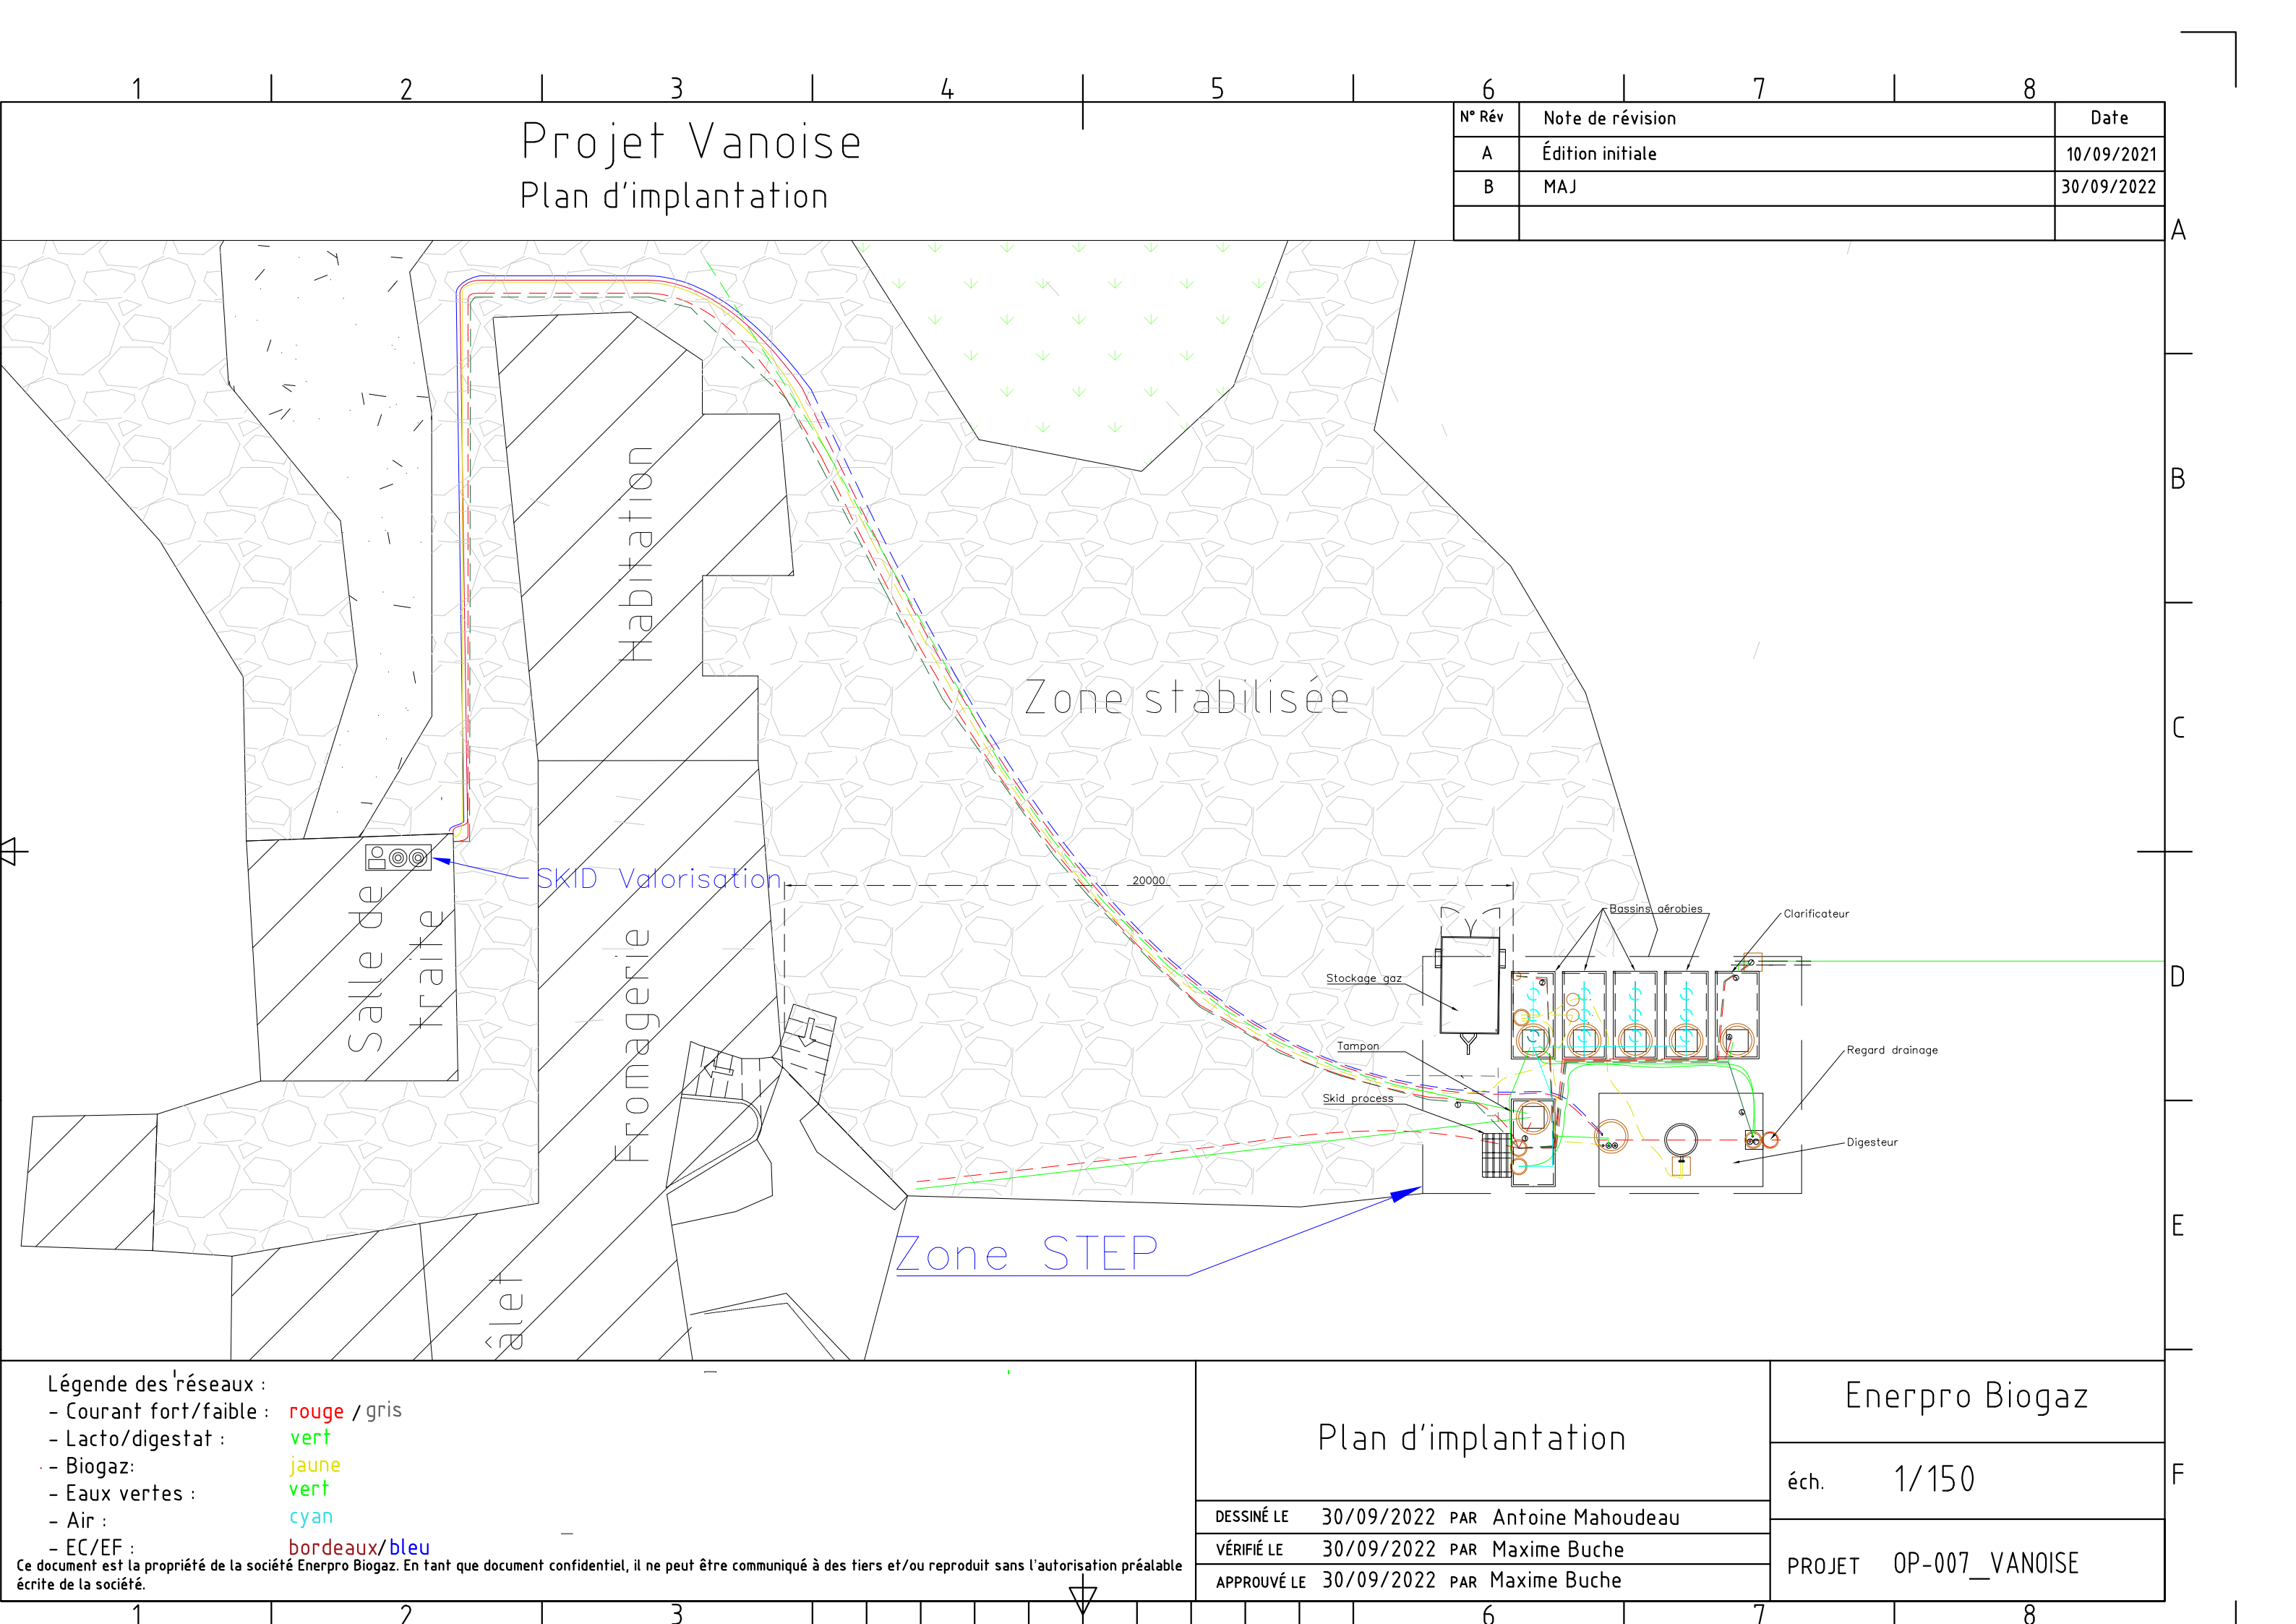 1 2 3 4 5 6 7 8
Projet Vanoise
Plan d'implantation
N° Rév Note de révision Date
A Édition initiale 10/09/2021
B MAJ 30/09/2022
A
B
C
D
E
F
Habitation
Zone stabilisée
SKID Valorisation
20000
Salle de
traite
Fromagerie
Bassins aérobies
Clarificateur
Stockage gaz
Tampon
Regard drainage
Skid process
Digesteur
Zone STEP
âlet
Légende des réseaux :
- Courant fort/faible : rouge / gris
- Lacto/digestat : vert
- Biogaz: jaune
- Eaux vertes : vert
- Air : cyan
- EC/EF : bordeaux/bleu
Ce document est la propriété de la société Enerpro Biogaz. En tant que document confidentiel, il ne peut être communiqué à des tiers et/ou reproduit sans l'autorisation préalable
écrite de la société.
Plan d'implantation
DESSINÉ LE 30/09/2022 PAR Antoine Mahoudeau
VÉRIFIÉ LE 30/09/2022 PAR Maxime Buche
APPROUVÉ LE 30/09/2022 PAR Maxime Buche
Enerpro Biogaz
éch. 1/150
PROJET OP-007_VANOISE
1 2 3 6 7 8